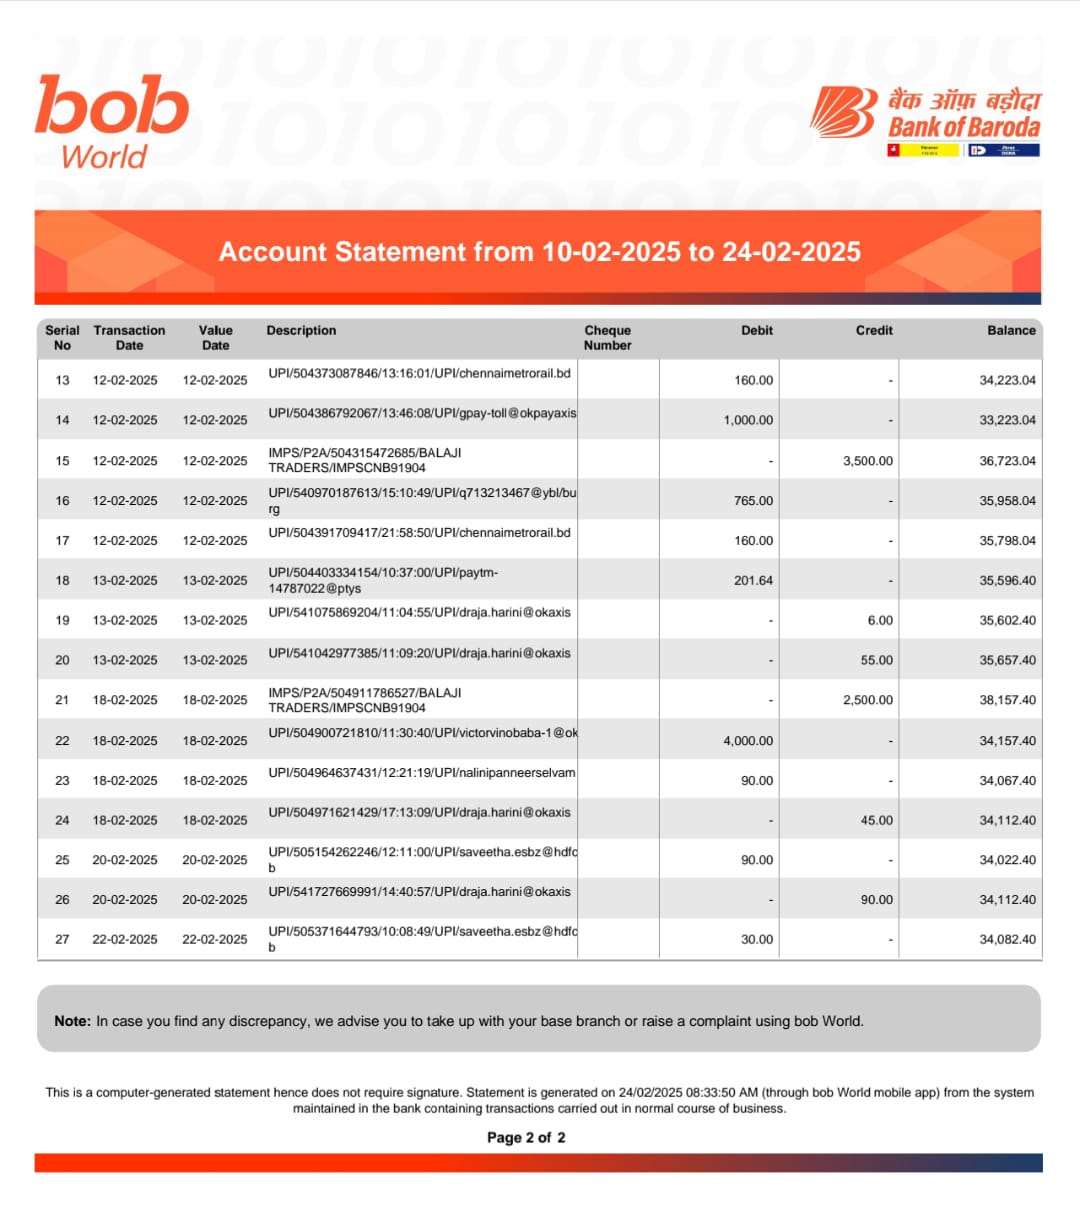 bob
World
बैंक ऑफ़ बड़ौदा
Bank of Baroda
Account Statement from 10-02-2025 to 24-02-2025
Serial No Transaction Date Value Date Description Cheque Number Debit Credit Balance
13 12-02-2025 12-02-2025 UPI/504373087846/13:16:01/UPI/chennaimetrorail.bd 160.00 - 34,223.04
14 12-02-2025 12-02-2025 UPI/504386792067/13:46:08/UPI/gpay-toll@okpayaxis 1,000.00 - 33,223.04
15 12-02-2025 12-02-2025 IMPS/P2A/504315472685/BALAJI - 3,500.00 36,723.04
TRADERS/IMPSCNB91904
16 12-02-2025 12-02-2025 UPI/540970187613/15:10:49/UPI/q713213467@ybl/bu 765.00 - 35,958.04
rg
17 12-02-2025 12-02-2025 UPI/504391709417/21:58:50/UPI/chennaimetrorail.bd 160.00 - 35,798.04
18 13-02-2025 13-02-2025 UPI/504403334154/10:37:00/UPI/paytm- 201.64 - 35,596.40
14787022@ptys
19 13-02-2025 13-02-2025 UPI/541075869204/11:04:55/UPI/draja.harini@okaxis - 6.00 35,602.40
20 13-02-2025 13-02-2025 UPI/541042977385/11:09:20/UPI/draja.harini@okaxis - 55.00 35,657.40
21 18-02-2025 18-02-2025 IMPS/P2A/504911786527/BALAJI - 2,500.00 38,157.40
TRADERS/IMPSCNB91904
22 18-02-2025 18-02-2025 UPI/504900721810/11:30:40/UPI/victorvinobaba-1@ok 4,000.00 - 34,157.40
23 18-02-2025 18-02-2025 UPI/504964637431/12:21:19/UPI/nalinipanneerselvam 90.00 - 34,067.40
24 18-02-2025 18-02-2025 UPI/504971621429/17:13:09/UPI/draja.harini@okaxis - 45.00 34,112.40
25 20-02-2025 20-02-2025 UPI/505154262246/12:11:00/UPI/saveetha.esbz@hdfc 90.00 - 34,022.40
b
26 20-02-2025 20-02-2025 UPI/541727669991/14:40:57/UPI/draja.harini@okaxis - 90.00 34,112.40
27 22-02-2025 22-02-2025 UPI/505371644793/10:08:49/UPI/saveetha.esbz@hdfc 30.00 - 34,082.40
b
Note: In case you find any discrepancy, we advise you to take up with your base branch or raise a complaint using bob World.
This is a computer-generated statement hence does not require signature. Statement is generated on 24/02/2025 08:33:50 AM (through bob World mobile app) from the system
maintained in the bank containing transactions carried out in normal course of business.
Page 2 of 2